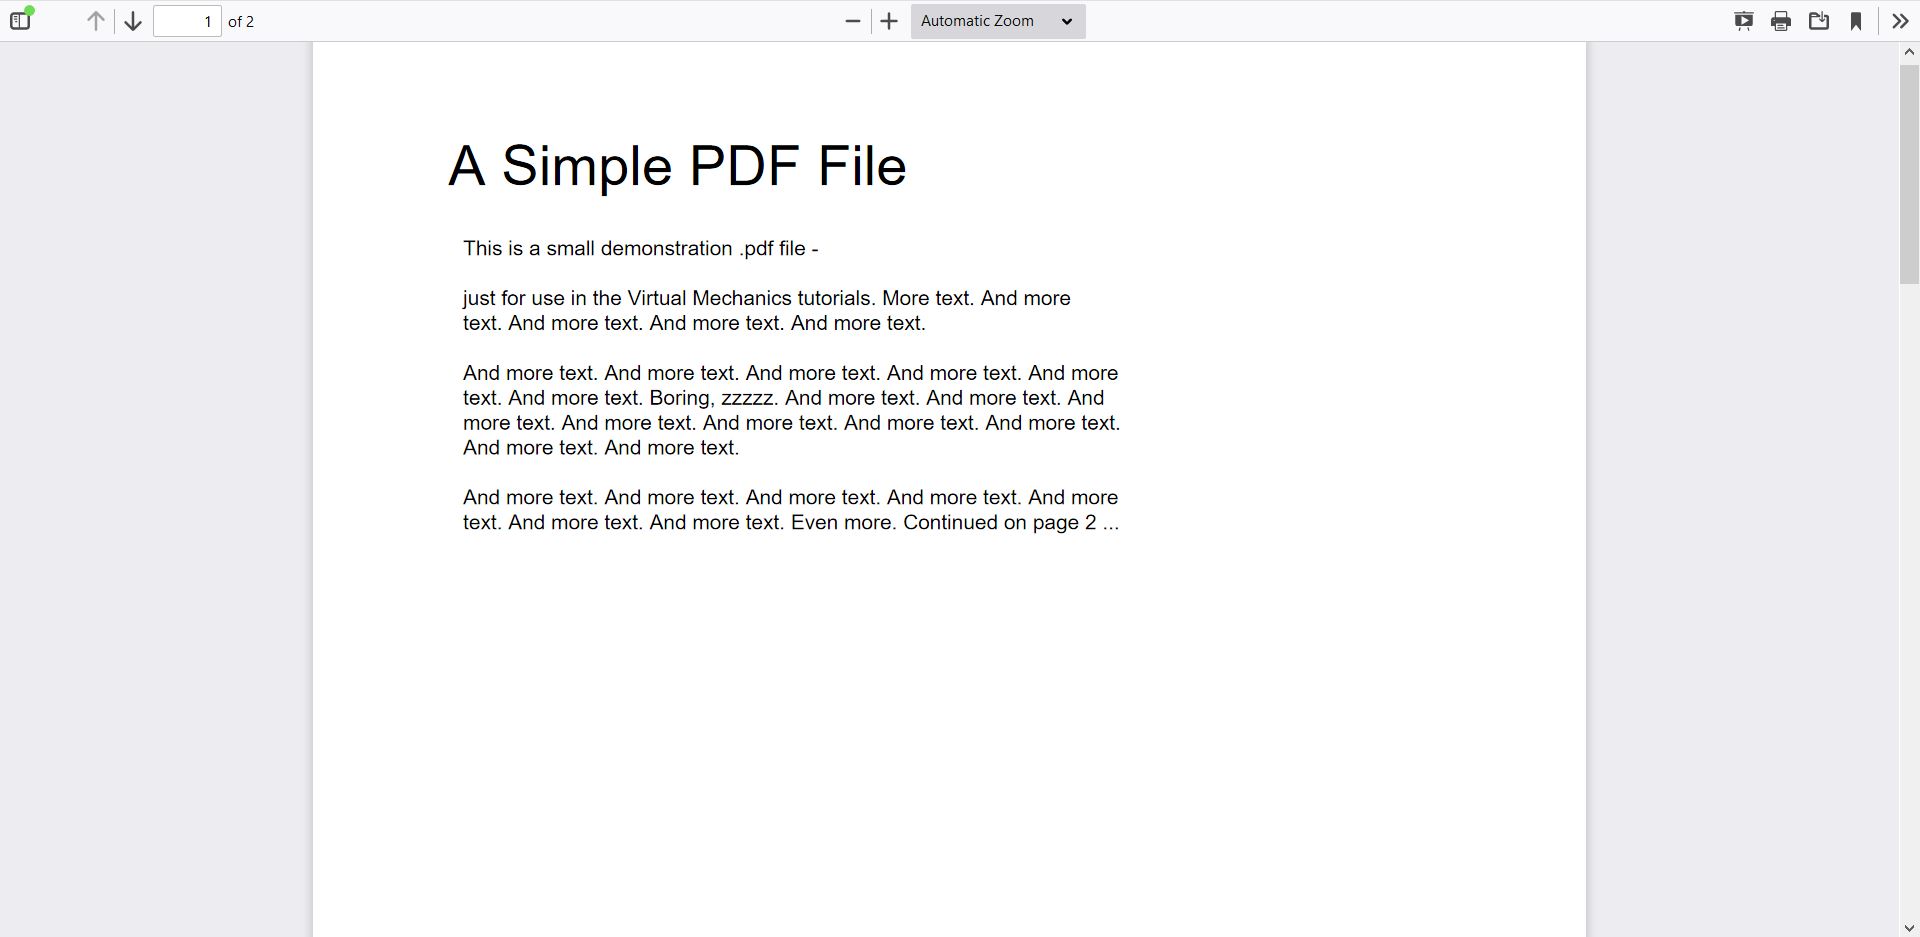 1 of 2
Automatic Zoom
A Simple PDF File
This is a small demonstration .pdf file -
just for use in the Virtual Mechanics tutorials. More text. And more
text. And more text. And more text. And more text.
And more text. And more text. And more text. And more text. And more
text. And more text. Boring, zzzzz. And more text. And more text. And
more text. And more text. And more text. And more text. And more text.
And more text. And more text.
And more text. And more text. And more text. And more text. And more
text. And more text. And more text. Even more. Continued on page 2 ...